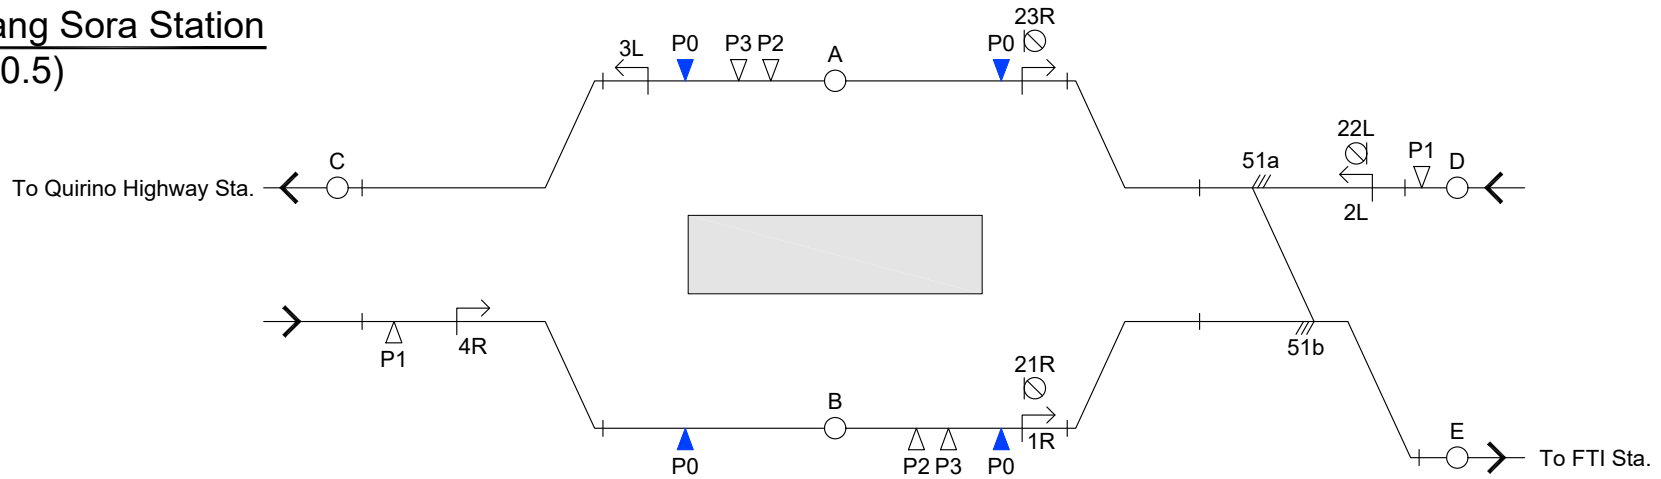 ang Sora Station
0.5)
23R
3L P0 P3 P2 A P0
22L
51a P1 D
C
To Quirino Highway Sta.
2L
P1 4R 51b
21R
B E
1R
P0 P2 P3 P0 To FTI Sta.